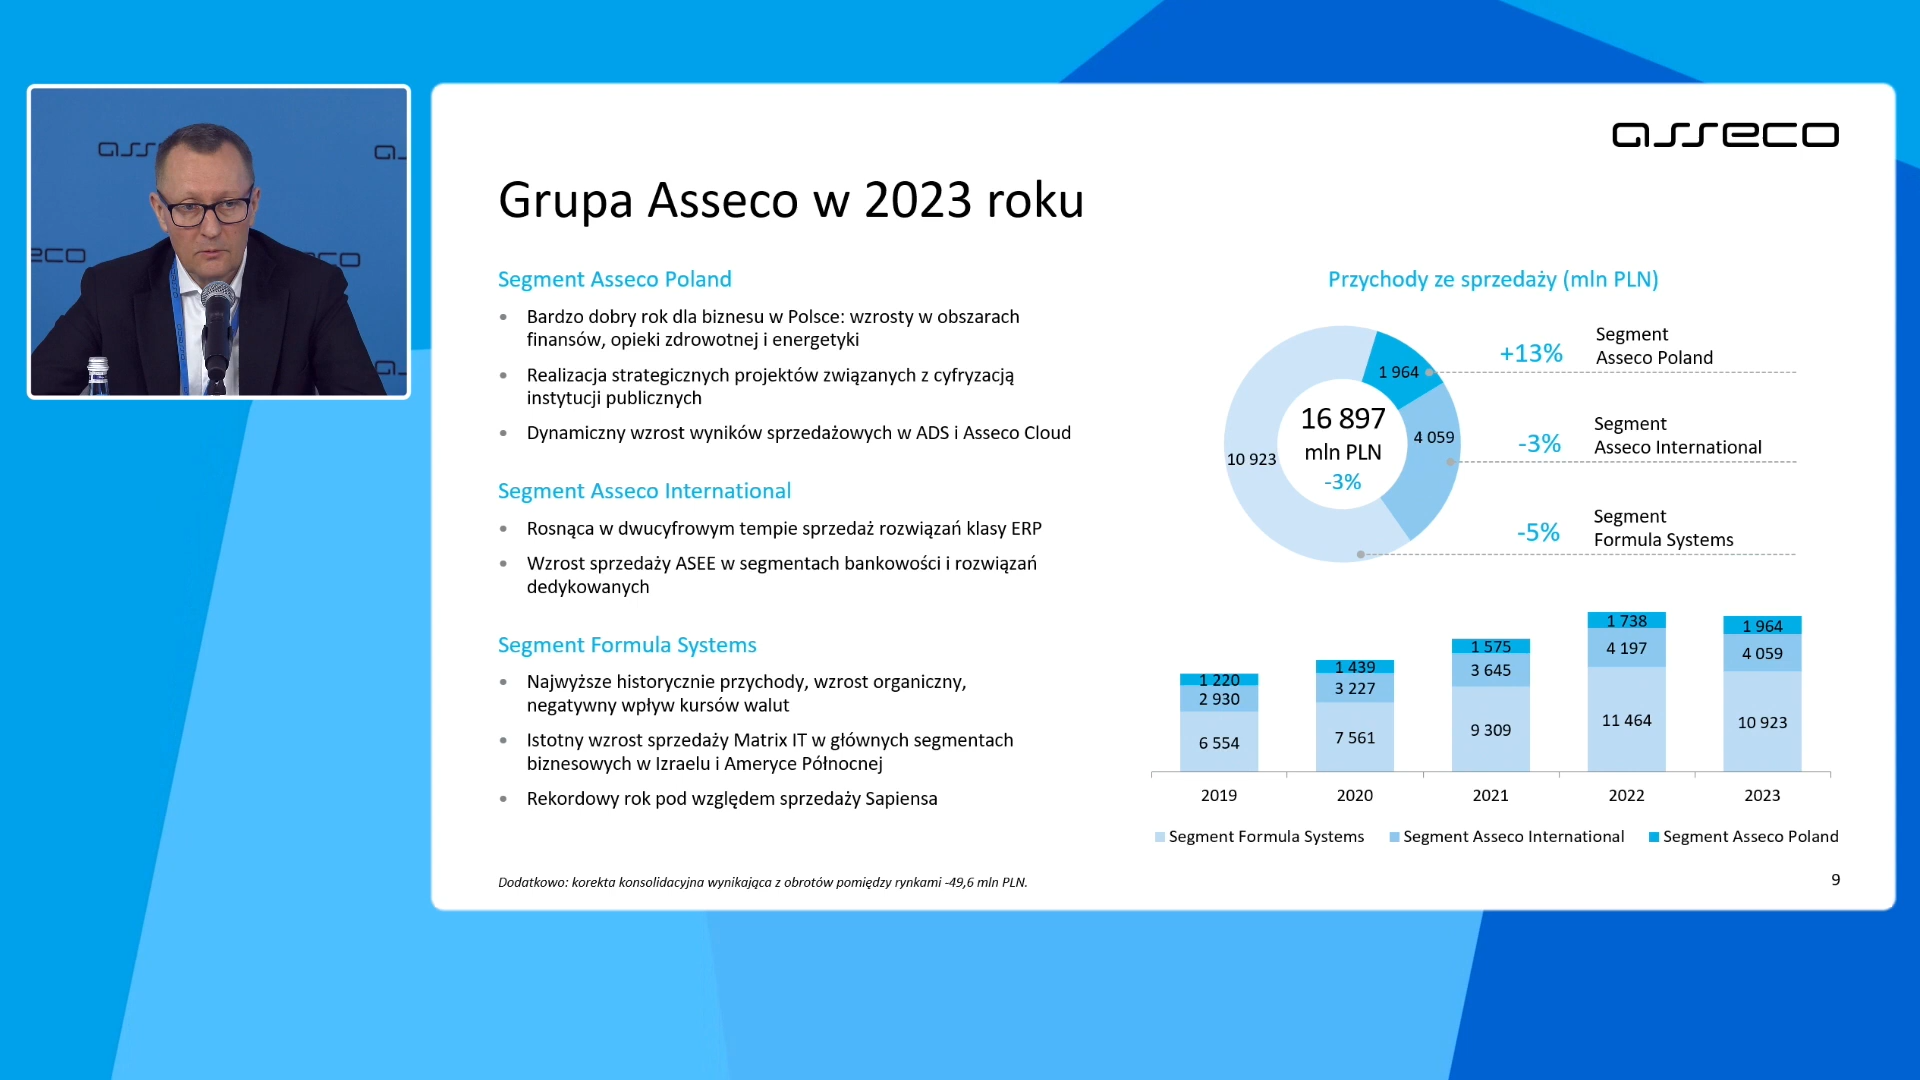 asseco
Grupa Asseco w 2023 roku
Segment Asseco Poland
• Bardzo dobry rok dla biznesu w Polsce: wzrosty w obszarach
finansów, opieki zdrowotnej i energetyki
• Realizacja strategicznych projektów związanych z cyfryzacją
instytucji publicznych
• Dynamiczny wzrost wyników sprzedażowych w ADS i Asseco Cloud
Segment Asseco International
• Rosnąca w dwucyfrowym tempie sprzedaż rozwiązań klasy ERP
• Wzrost sprzedaży ASEE w segmentach bankowości i rozwiązań
dedykowanych
Segment Formula Systems
• Najwyższe historycznie przychody, wzrost organiczny,
negatywny wpływ kursów walut
• Istotny wzrost sprzedaży Matrix IT w głównych segmentach
biznesowych w Izraelu i Ameryce Północnej
• Rekordowy rok pod względem sprzedaży Sapiensa
Przychody ze sprzedaży (mln PLN)
1 964
4 059
10 923
16 897
mln PLN
-3%
+13%
Segment
Asseco Poland
-3%
Segment
Asseco International
-5%
Segment
Formula Systems
1 220
2 930
6 554
1 439
3 227
7 561
1 575
3 645
9 309
1 738
4 197
11 464
1 964
4 059
10 923
2019 2020 2021 2022 2023
Segment Formula Systems Segment Asseco International Segment Asseco Poland
Dodatkowo: korekta konsolidacyjna wynikająca z obrotów pomiędzy rynkami -49,6 mln PLN.
9